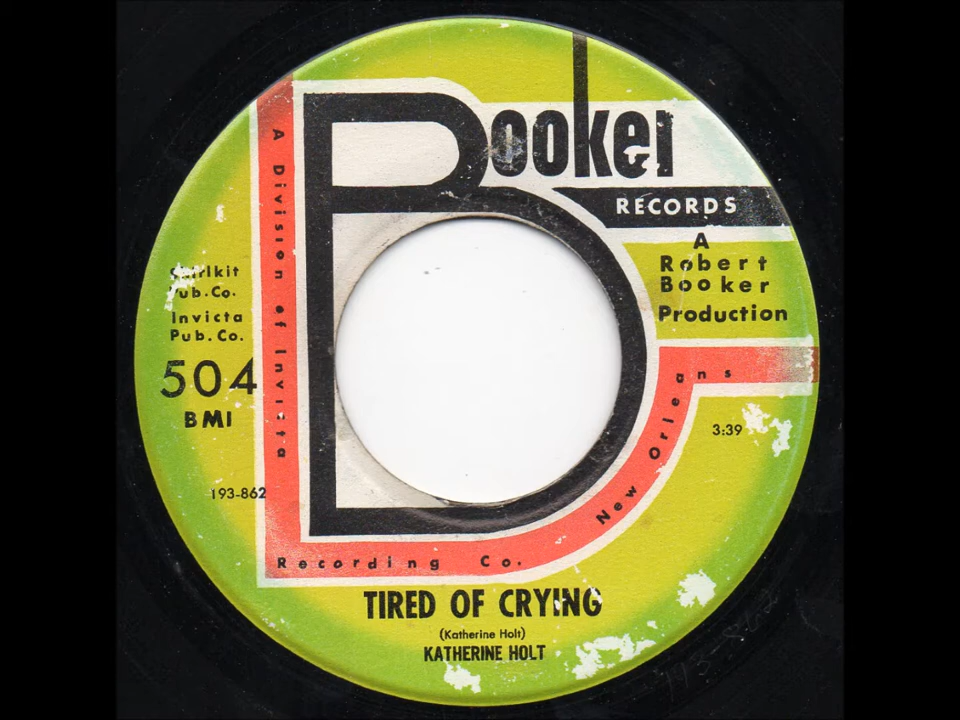 Booker
RECORDS
A
Robert
Booker
Production
A Division of Invicta
Recording Co.
New Orleans
Pub. Co.
Invicta
Pub. Co.
504
BMI
193-862
3:39
TIRED OF CRYING
(Katherine Holt)
KATHERINE HOLT